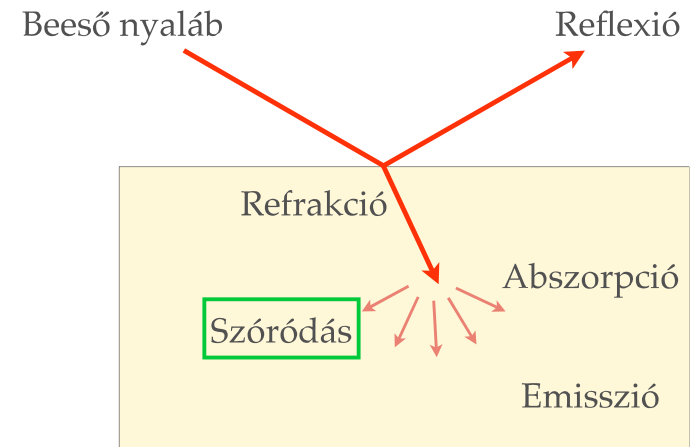 Beeső nyaláb
Reflexió
Refrakció
Abszorpció
Szóródás
Emisszió